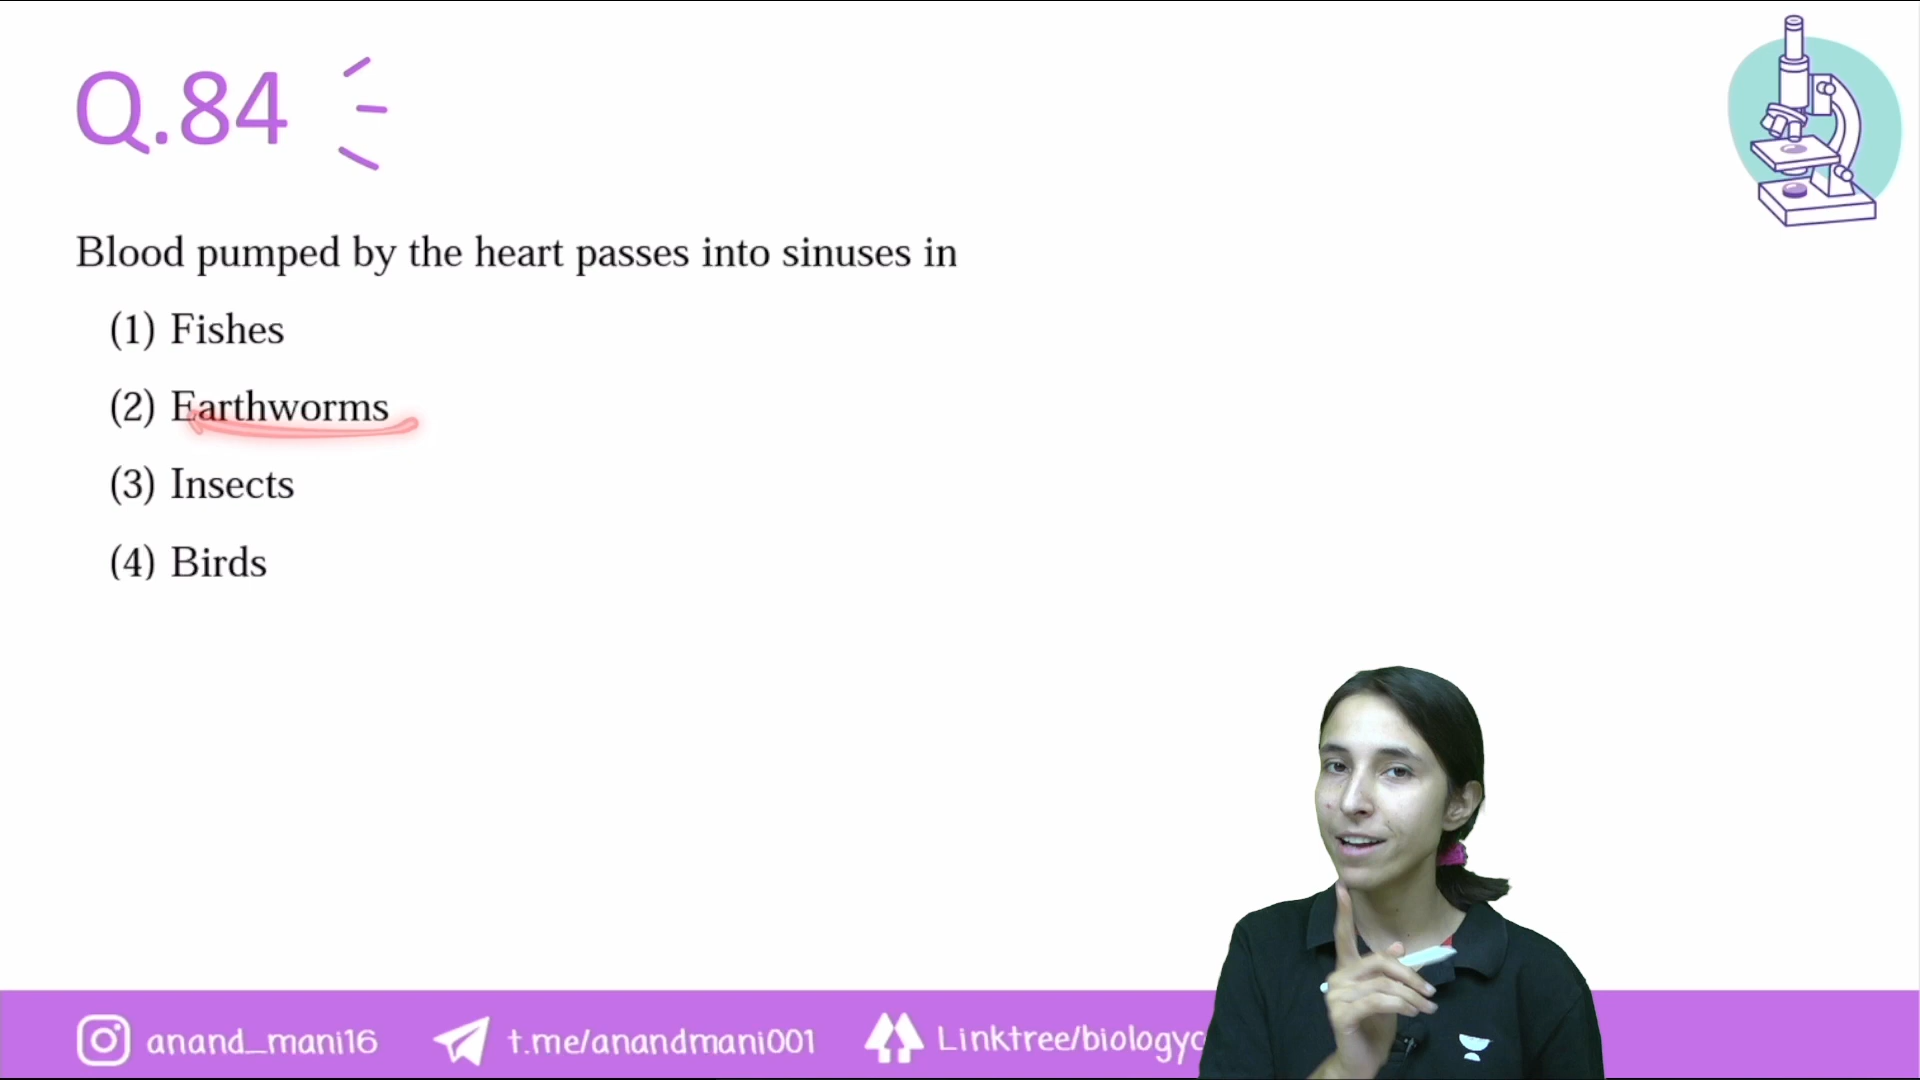 Q.84
Blood pumped by the heart passes into sinuses in
(1) Fishes
(2) Earthworms
(3) Insects
(4) Birds
anand_mani16 t.me/anandmani001 Linktree/biologyc